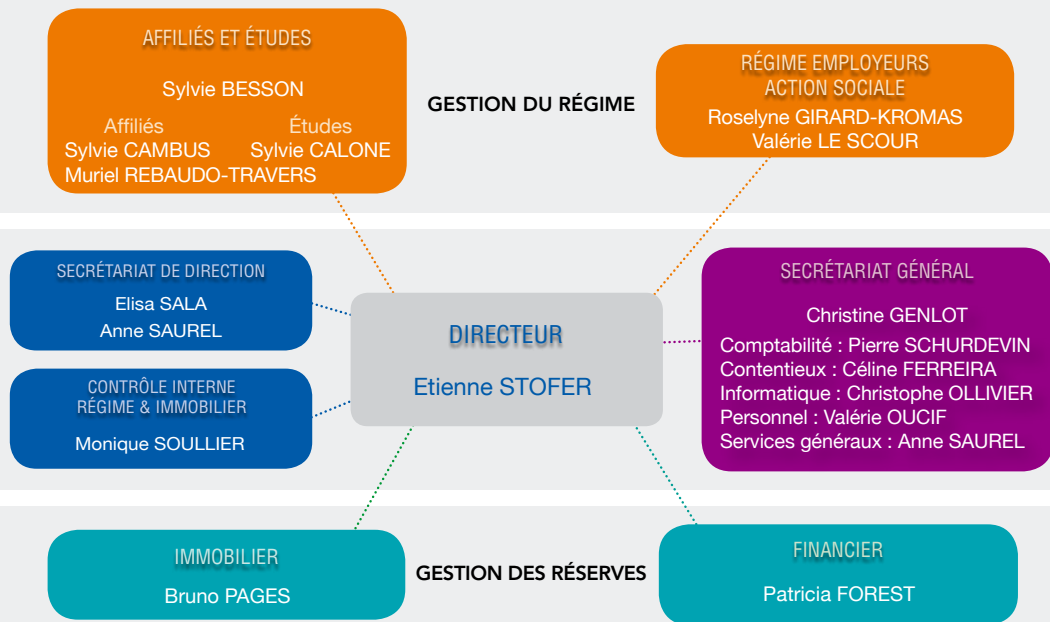 AFFILIÉS ET ÉTUDES
Sylvie BESSON
Affiliés Études
Sylvie CAMBUS Sylvie CALONE
Muriel REBAUDO-TRAVERS
GESTION DU RÉGIME
RÉGIME EMPLOYEURS
ACTION SOCIALE
Roselyne GIRARD-KROMAS
Valérie LE SCOUR
SECRÉTARIAT DE DIRECTION
Elisa SALA
Anne SAUREL
CONTRÔLE INTERNE
RÉGIME & IMMOBILIER
Monique SOULLIER
DIRECTEUR
Etienne STOFER
SECRÉTARIAT GÉNÉRAL
Christine GENLOT
Comptabilité : Pierre SCHURDEVIN
Contentieux : Céline FERREIRA
Informatique : Christophe OLLIVIER
Personnel : Valérie OUCIF
Services généraux : Anne SAUREL
IMMOBILIER
Bruno PAGES
GESTION DES RÉSERVES
FINANCIER
Patricia FOREST